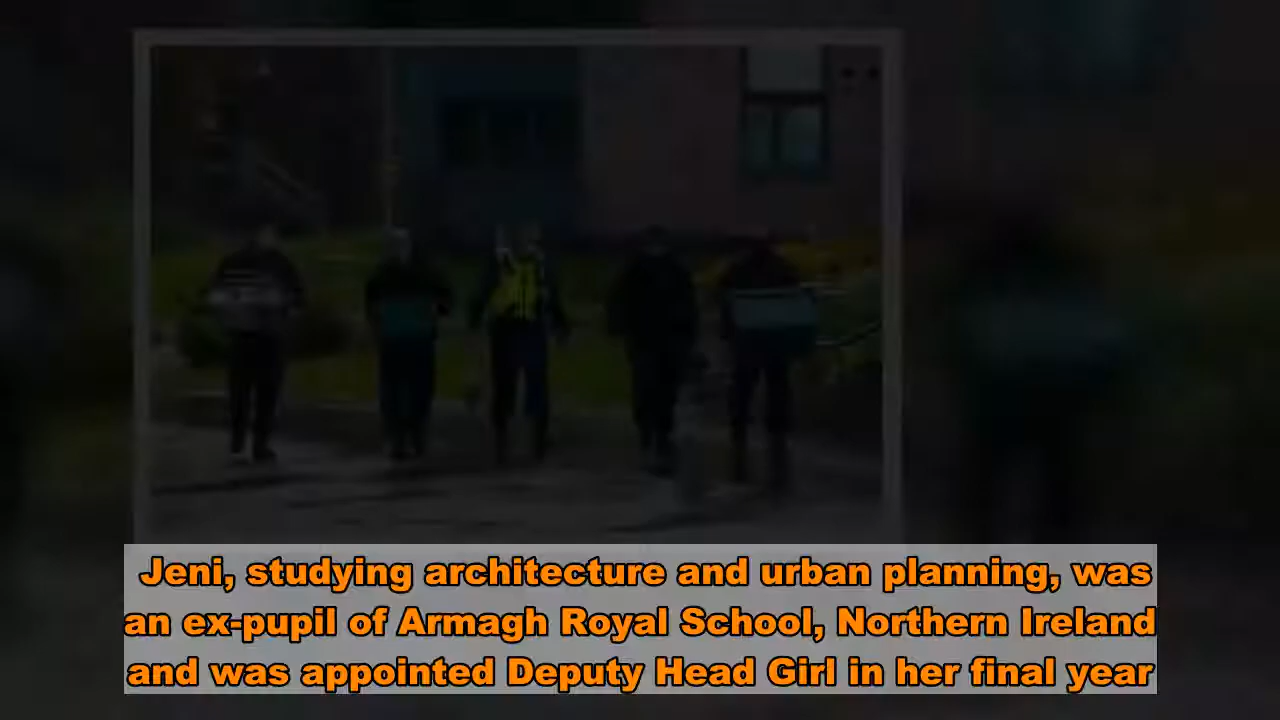 Jeni, studying architecture and urban planning, was
an ex-pupil of Armagh Royal School, Northern Ireland
and was appointed Deputy Head Girl in her final year